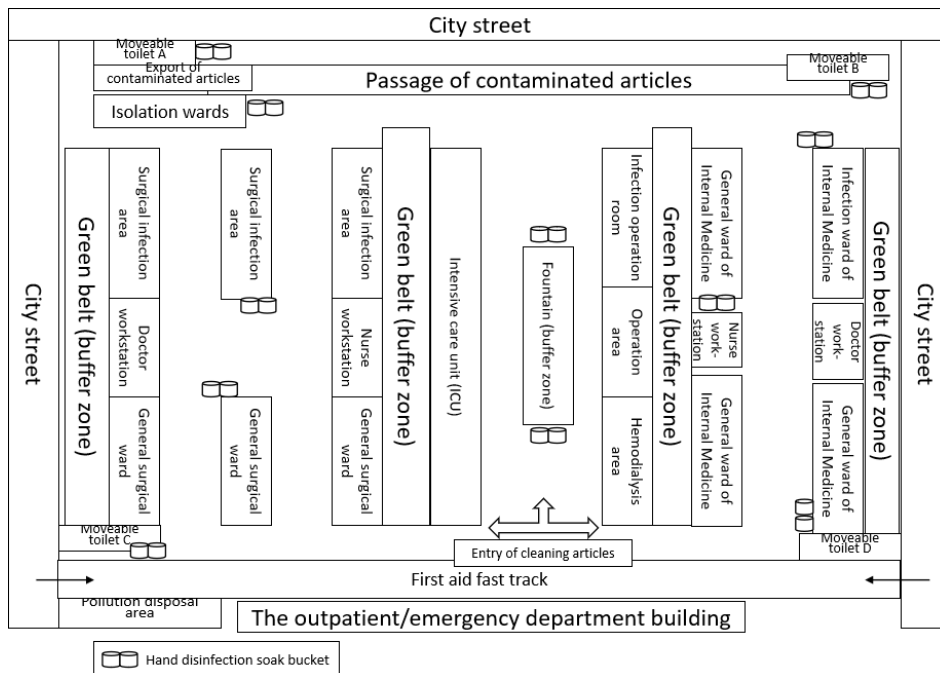 City street
Moveable
toilet A
Export of
contaminated articles
Passage of contaminated articles
Moveable
toilet B
Isolation wards
City street
Green belt (buffer zone)
Surgical infection
area
Doctor
workstation
General surgical
ward
Surgical infection
area
General surgical
ward
Surgical infection
area
Nurse
workstation
General surgical
ward
Green belt (buffer zone)
Intensive care unit (ICU)
Fountain (buffer zone)
Infection operation
room
Operation
area
Hemodialysis
area
Green belt (buffer zone)
General ward of
Internal Medicine
Nurse
work-
station
General ward of
Internal Medicine
Infection ward of
Internal Medicine
Doctor
work-
station
General ward of
Internal Medicine
Green belt (buffer zone)
City street
Moveable
toilet C
Entry of cleaning articles
Moveable
toilet D
First aid fast track
Pollution disposal
area
The outpatient/emergency department building
Hand disinfection soak bucket